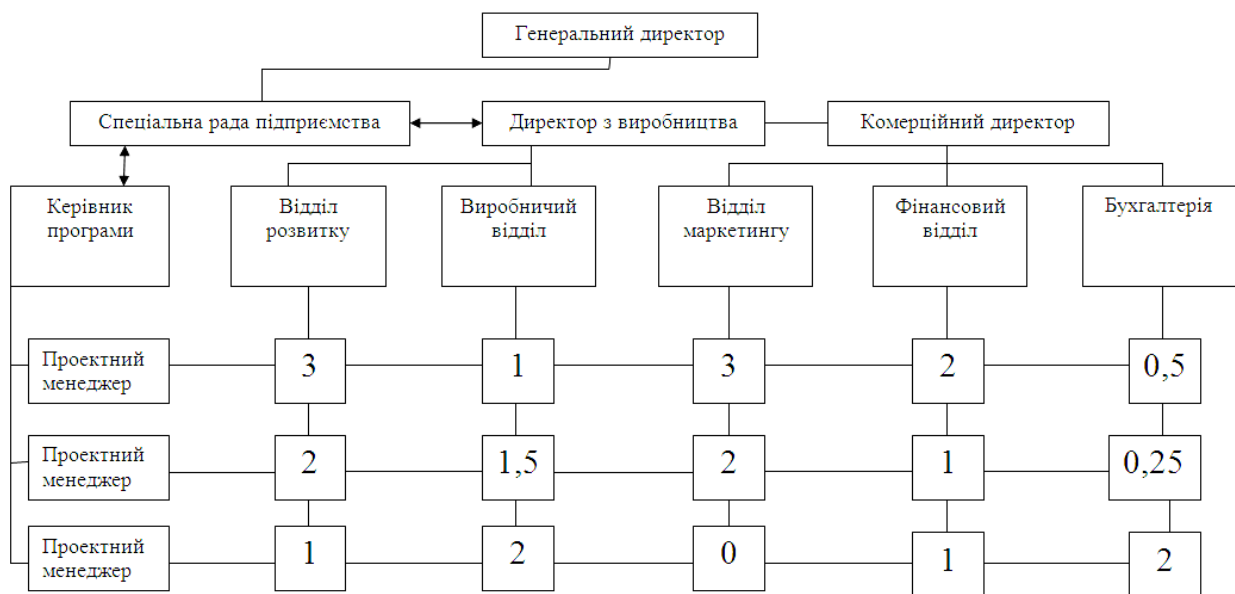 Генеральний директор
Спеціальна рада підприємства
Директор з виробництва
Комерційний директор
Керівник
програми
Відділ
розвитку
Виробничий
відділ
Відділ
маркетингу
Фінансовий
відділ
Бухгалтерія
Проектний
менеджер
3
1
3
2
0,5
Проектний
менеджер
2
1,5
2
1
0,25
Проектний
менеджер
1
2
0
1
2